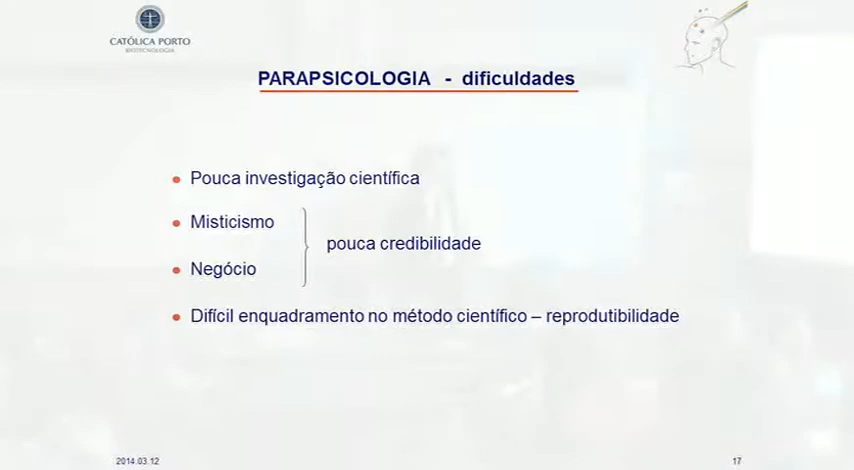 CATÓLICA PORTO
BIOTECNOLOGIA
PARAPSICOLOGIA - dificuldades
Pouca investigação científica
Misticismo
pouca credibilidade
Negócio
Difícil enquadramento no método científico – reprodutibilidade
2014.03.12
17